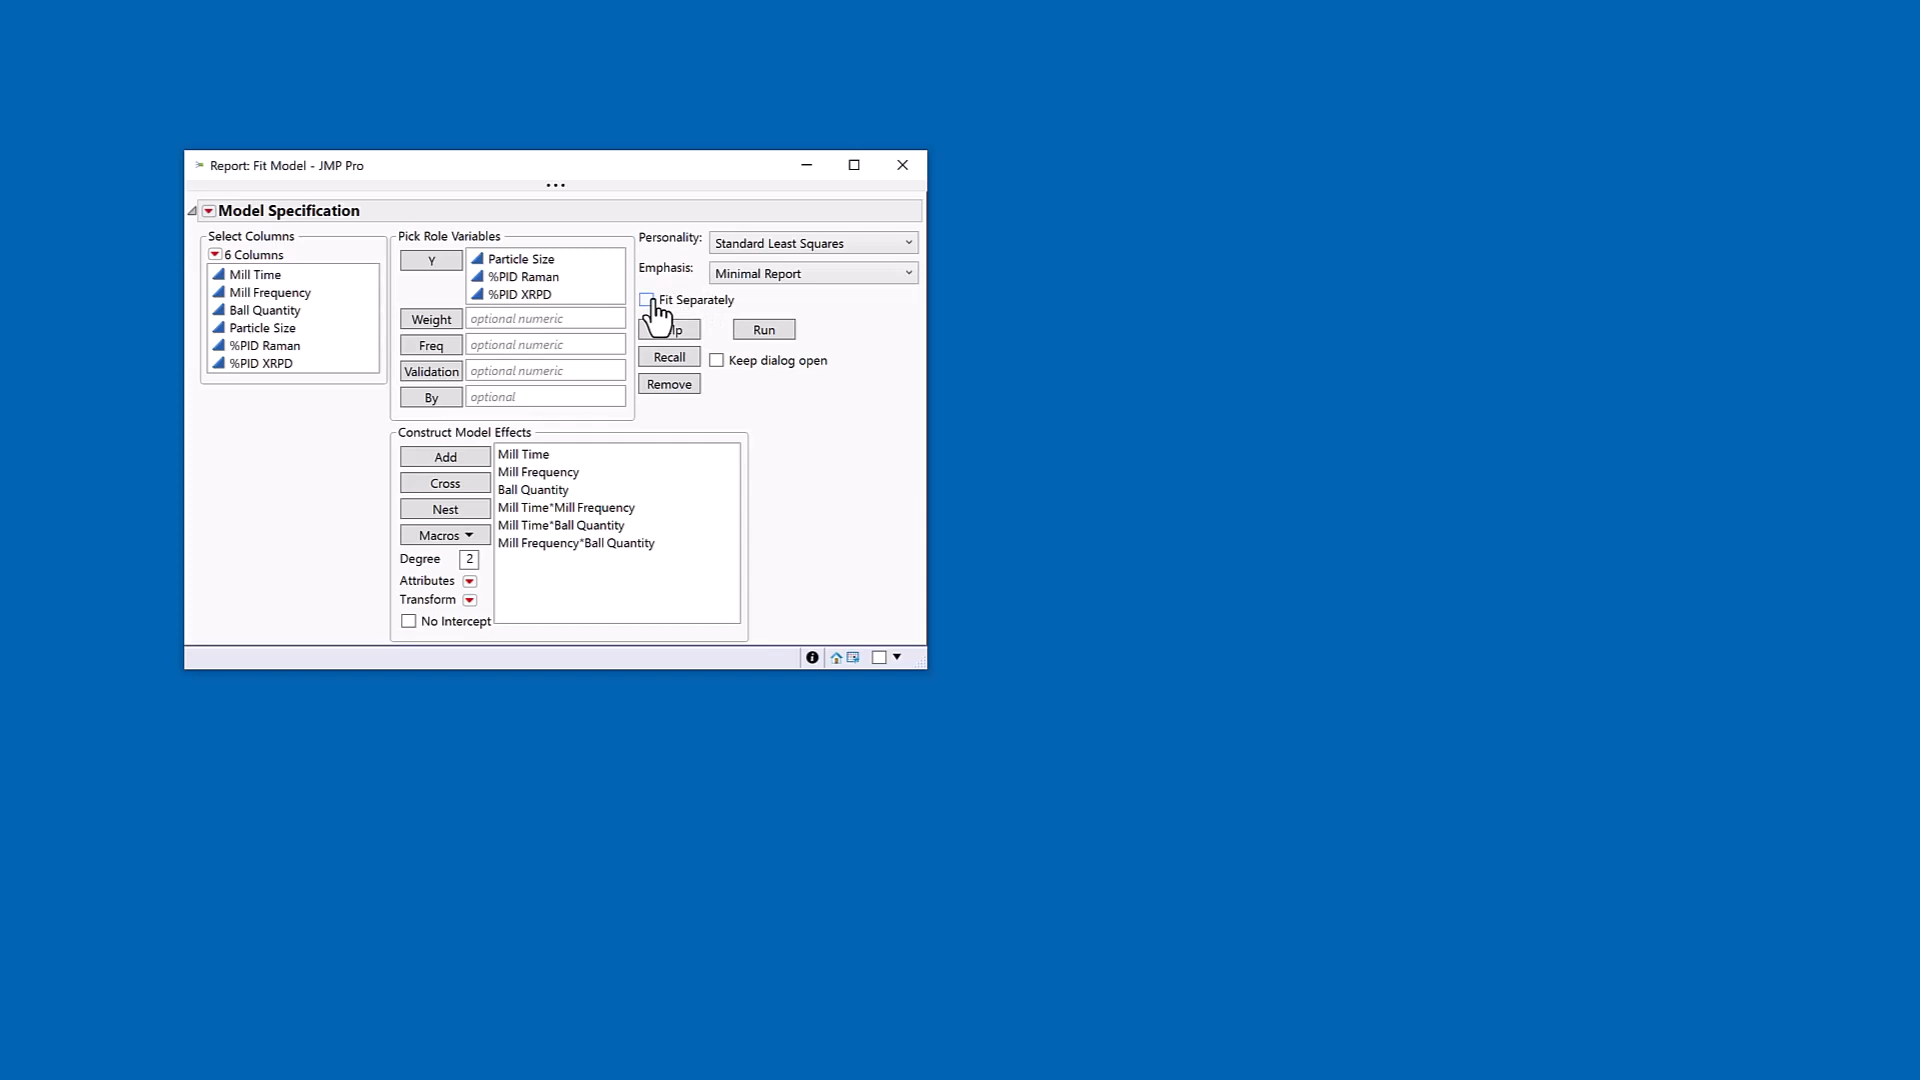 Report: Fit Model - JMP Pro
Model Specification
Select Columns
6 Columns
Mill Time
Mill Frequency
Ball Quantity
Particle Size
%PID Raman
%PID XRPD
Pick Role Variables
Y
Particle Size
%PID Raman
%PID XRPD
Weight
optional numeric
Freq
optional numeric
Validation
optional numeric
By
optional
Personality:
Standard Least Squares
Emphasis:
Minimal Report
Fit Separately
Run
Recall
Keep dialog open
Remove
Construct Model Effects
Add
Cross
Nest
Macros
Degree 2
Attributes
Transform
No Intercept
Mill Time
Mill Frequency
Ball Quantity
Mill Time*Mill Frequency
Mill Time*Ball Quantity
Mill Frequency*Ball Quantity